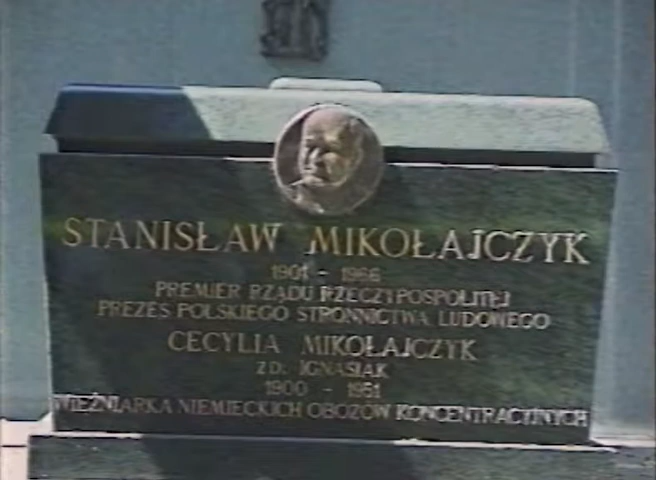 STANISŁAW MIKOŁAJCZYK
1901 - 1966
PREMIER RZĄDU RZECZYPOSPOLITEJ
PREZES POLSKIEGO STRONNICTWA LUDOWEGO
CECYLIA MIKOŁAJCZYK
ZD. IGNASIAK
1900 - 1951
WIĘŹNIARKA NIEMIECKICH OBOZÓW KONCENTRACYJNYCH